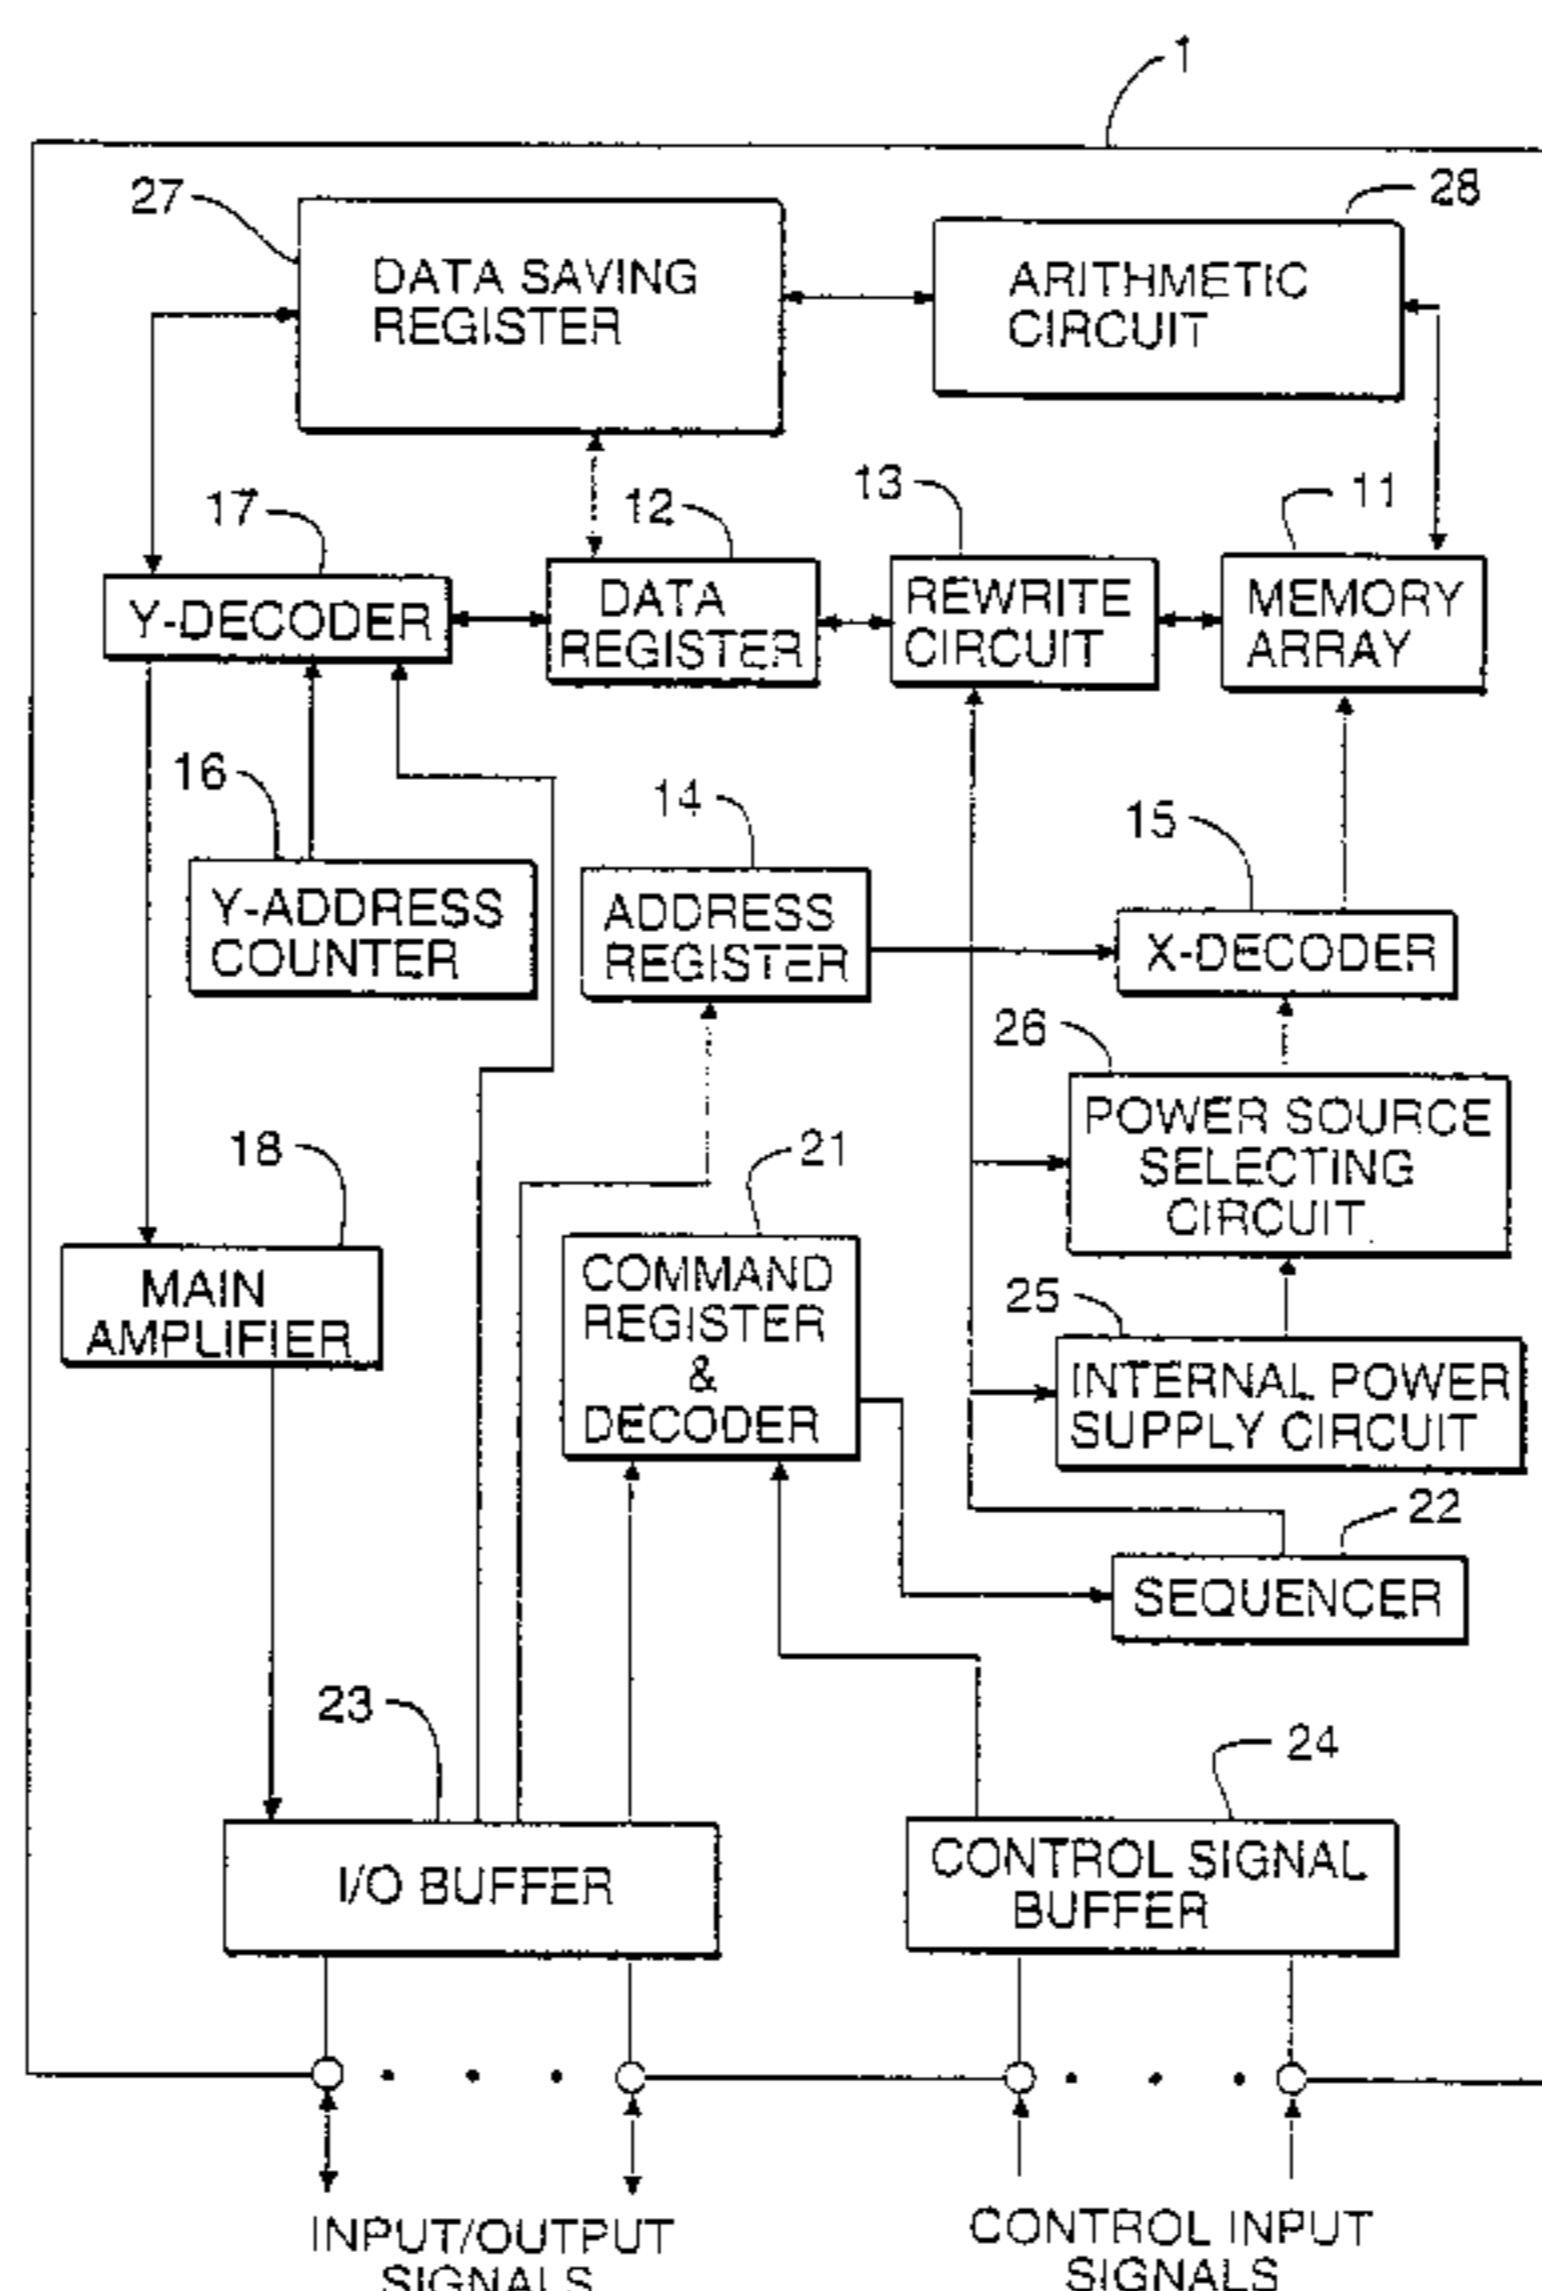 1
27
28
DATA SAVING
REGISTER
ARITHMETIC
CIRCUIT
17
12
13
11
Y-DECODER
DATA
REGISTER
REWRITE
CIRCUIT
MEMORY
ARRAY
16
14
15
Y-ADDRESS
COUNTER
ADDRESS
REGISTER
X-DECODER
26
POWER SOURCE
SELECTING
CIRCUIT
18
21
MAIN
AMPLIFIER
COMMAND
REGISTER
&
DECODER
25
INTERNAL POWER
SUPPLY CIRCUIT
22
SEQUENCER
23
24
I/O BUFFER
CONTROL SIGNAL
BUFFER
INPUT/OUTPUT
SIGNALS
CONTROL INPUT
SIGNALS